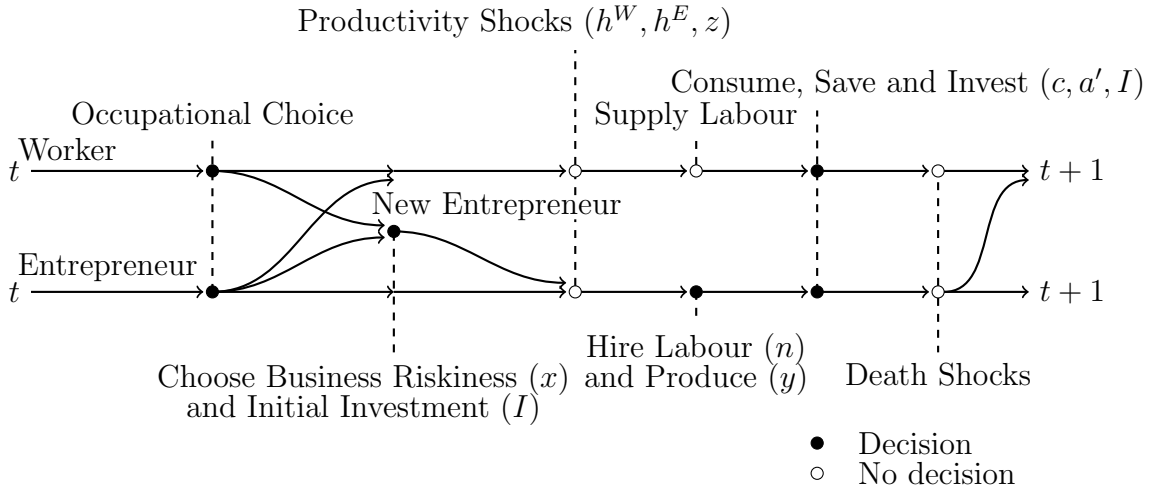 Productivity Shocks (h^W, h^E, z)
Consume, Save and Invest (c, a′, I)
Occupational Choice
Supply Labour
Worker
t
t + 1
New Entrepreneur
Entrepreneur
t
t + 1
Hire Labour (n)
and Produce (y)
Choose Business Riskiness (x)
and Initial Investment (I)
Death Shocks
Decision
No decision